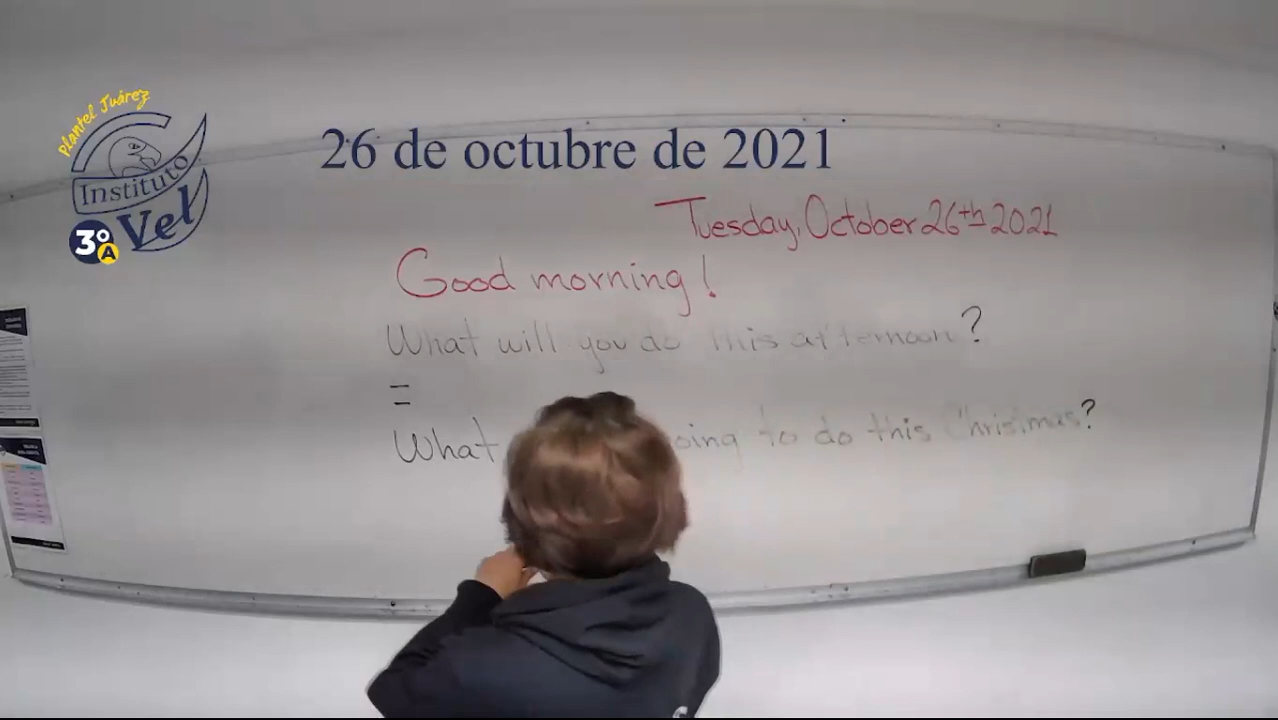 Plantel Juárez
Instituto
Vel
3° A
26 de octubre de 2021
Tuesday, October 26th 2021
Good morning!
What will you do this afternoon?
=
What oing to do this Christmas?